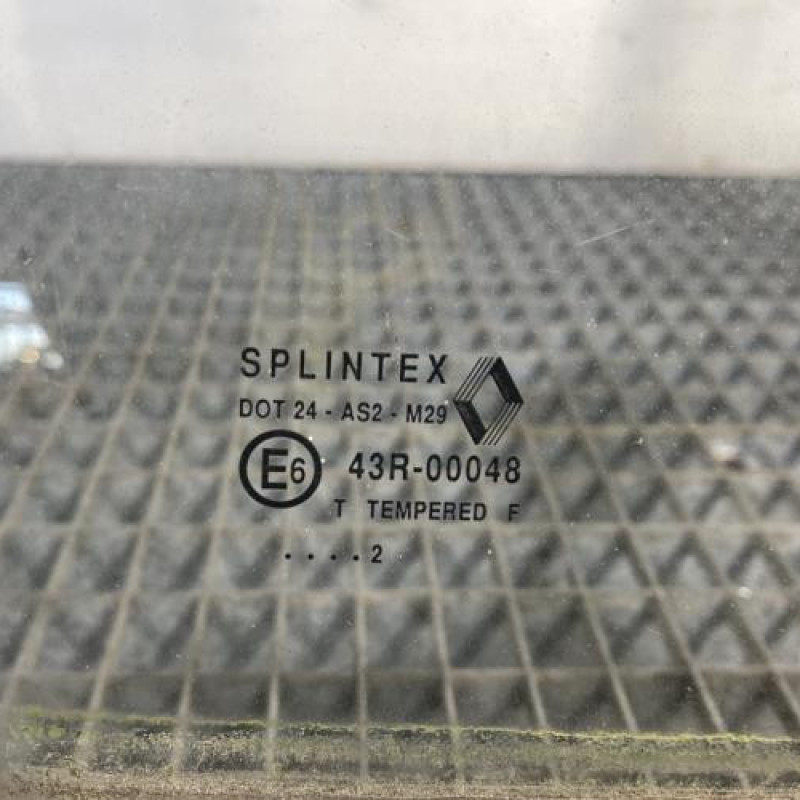 SPLINTEX
DOT 24 - AS2 - M29
E6 43R-00048
T TEMPERED F
. . . . 2